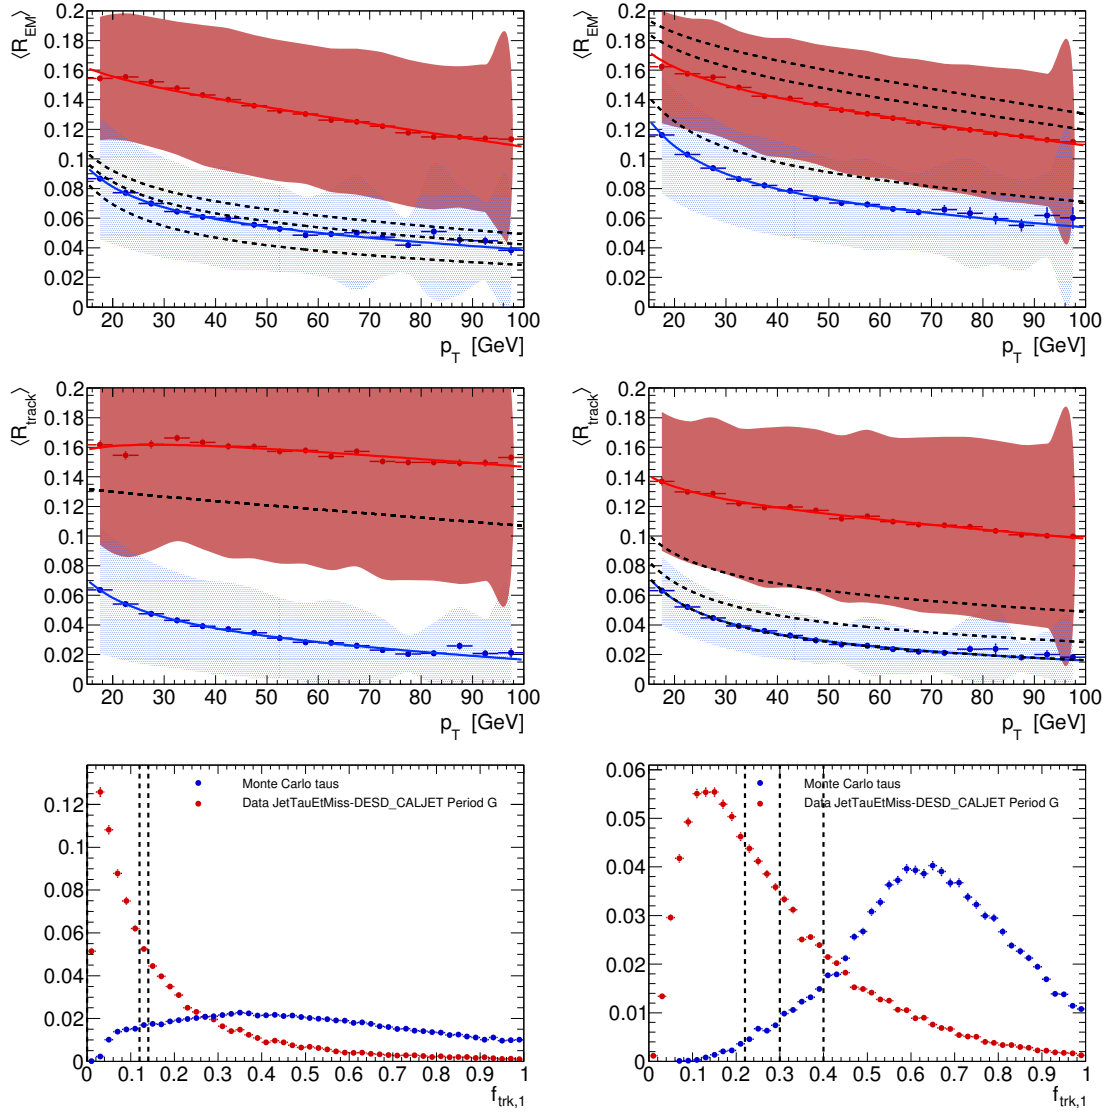 ⟨R_EM⟩
0.2
0.18
0.16
0.14
0.12
0.1
0.08
0.06
0.04
0.02
0
20 30 40 50 60 70 80 90 100
p_T [GeV]
⟨R_EM⟩
0.2
0.18
0.16
0.14
0.12
0.1
0.08
0.06
0.04
0.02
0
20 30 40 50 60 70 80 90 100
p_T [GeV]
⟨R_track⟩
0.2
0.18
0.16
0.14
0.12
0.1
0.08
0.06
0.04
0.02
0
20 30 40 50 60 70 80 90 100
p_T [GeV]
⟨R_track⟩
0.2
0.18
0.16
0.14
0.12
0.1
0.08
0.06
0.04
0.02
0
20 30 40 50 60 70 80 90 100
p_T [GeV]
Monte Carlo taus
Data JetTauEtMiss-DESD_CALJET Period G
0.12
0.1
0.08
0.06
0.04
0.02
0
0 0.1 0.2 0.3 0.4 0.5 0.6 0.7 0.8 0.9 1
f_trk,1
Monte Carlo taus
Data JetTauEtMiss-DESD_CALJET Period G
0.06
0.05
0.04
0.03
0.02
0.01
0
0 0.1 0.2 0.3 0.4 0.5 0.6 0.7 0.8 0.9 1
f_trk,1